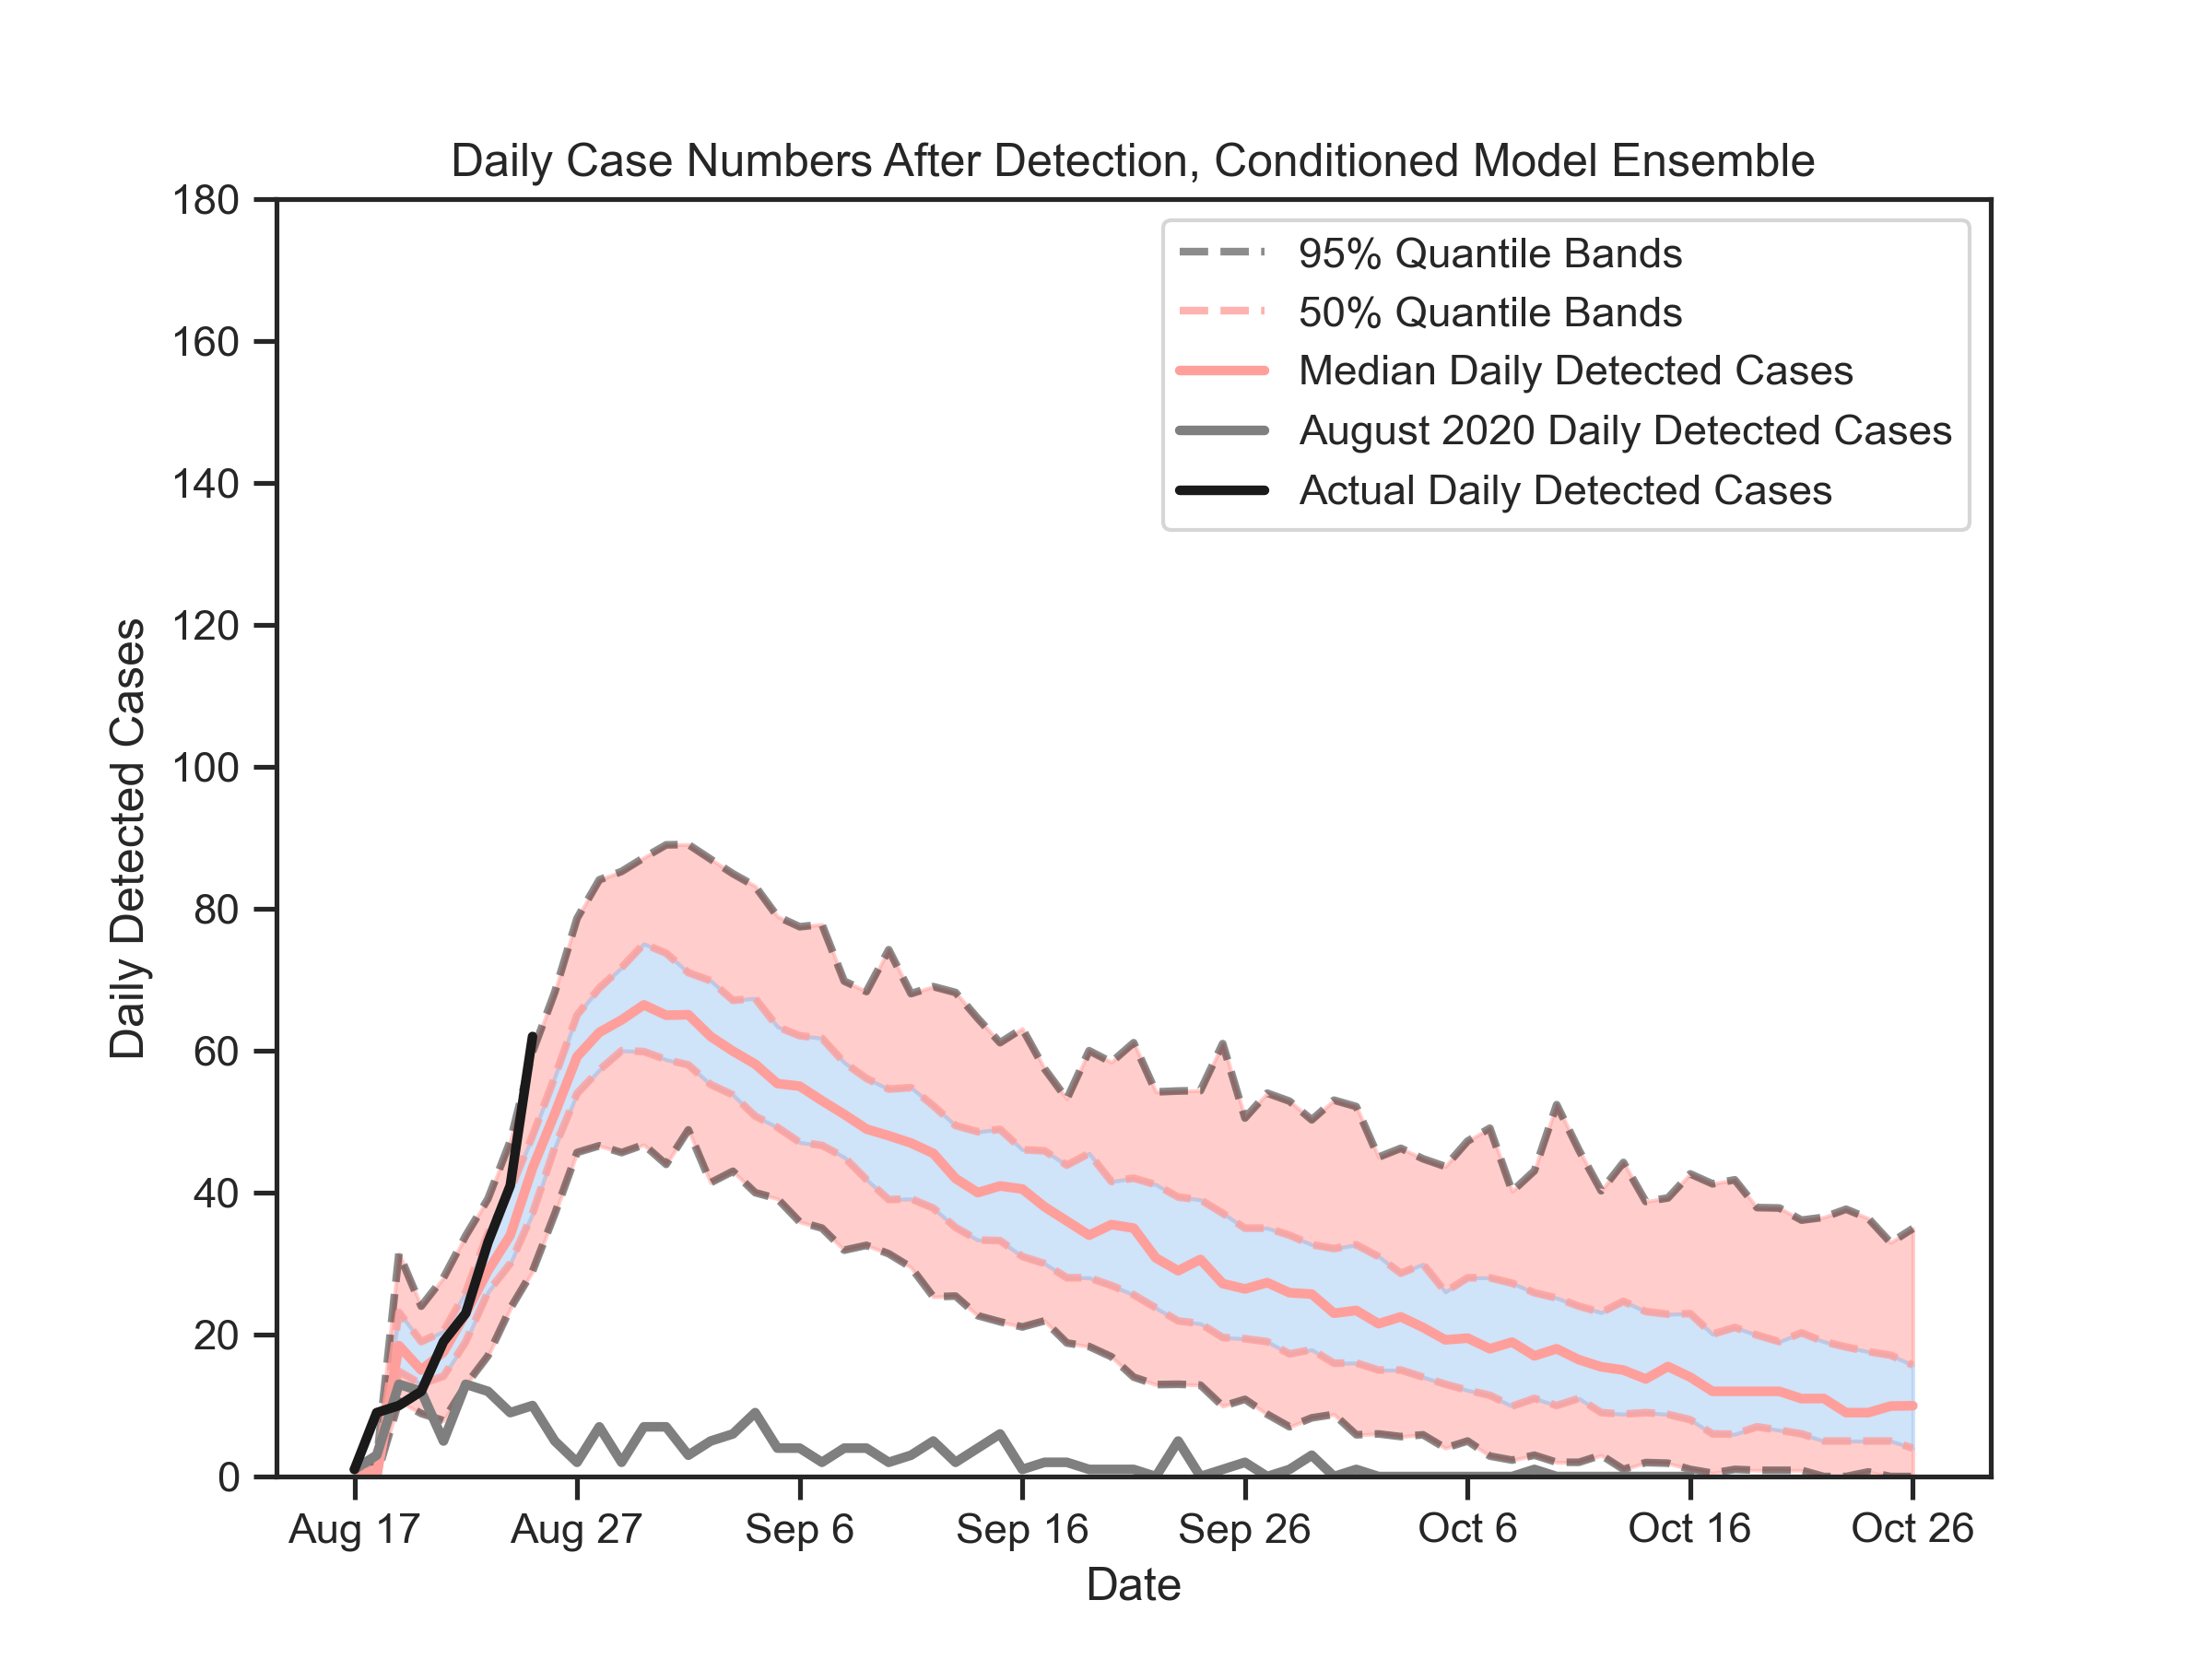 Daily Case Numbers After Detection, Conditioned Model Ensemble
180
160
140
120
100
80
60
40
20
0
Daily Detected Cases
95% Quantile Bands
50% Quantile Bands
Median Daily Detected Cases
August 2020 Daily Detected Cases
Actual Daily Detected Cases
Aug 17 Aug 27 Sep 6 Sep 16 Sep 26 Oct 6 Oct 16 Oct 26
Date